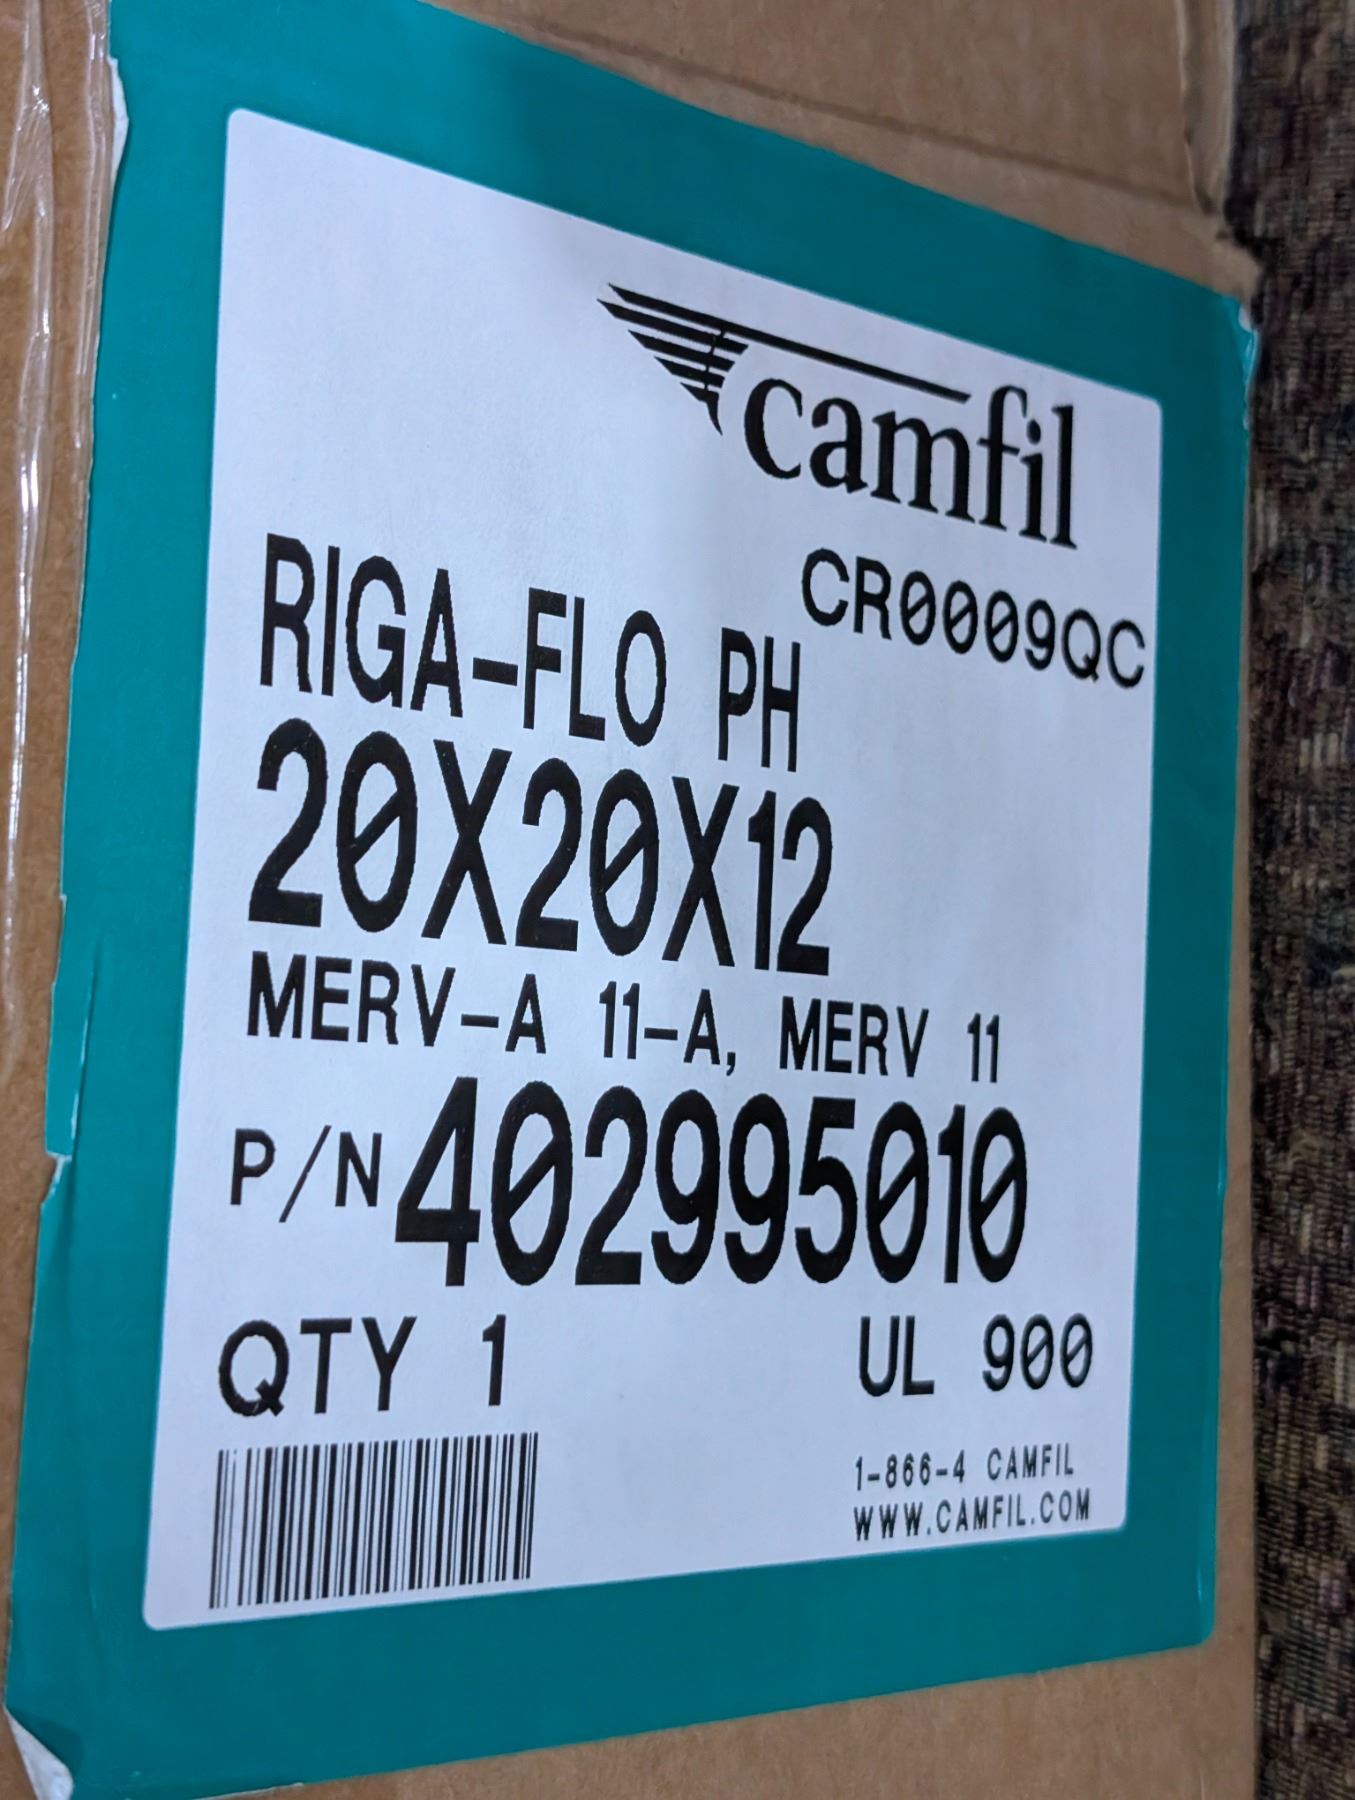 camfil
CR0009QC
RIGA-FLO PH
20X20X12
MERV-A 11-A, MERV 11
P/N 402995010
QTY 1 UL 900
1-866-4 CAMFIL
WWW.CAMFIL.COM